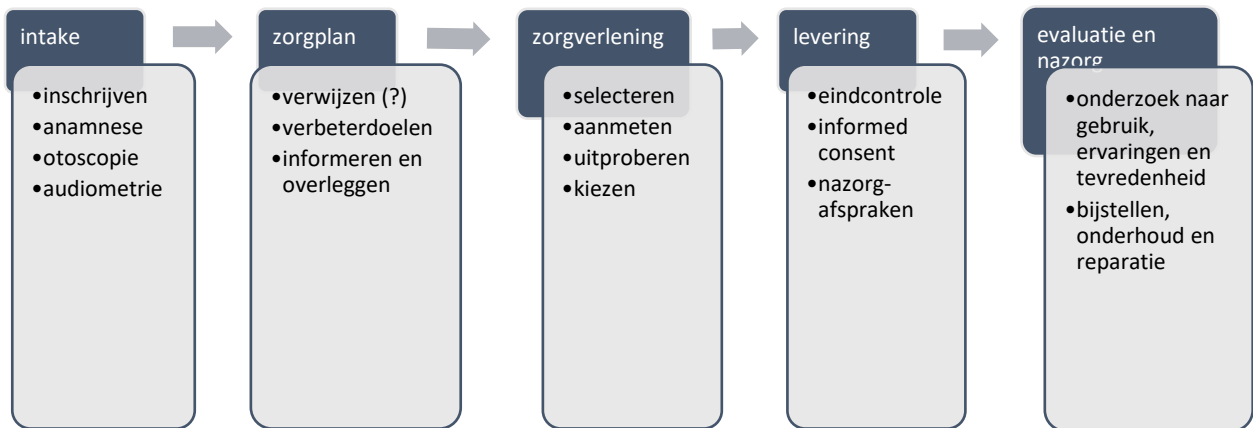 intake
•inschrijven
•anamnese
•otoscopie
•audiometrie
zorgplan
•verwijzen (?)
•verbeterdoelen
•informeren en
overleggen
zorgverlening
•selecteren
•aanmeten
•uitproberen
•kiezen
levering
•eindcontrole
•informed
consent
•nazorg-
afspraken
evaluatie en
nazorg
•onderzoek naar
gebruik,
ervaringen en
tevredenheid
•bijstellen,
onderhoud en
reparatie